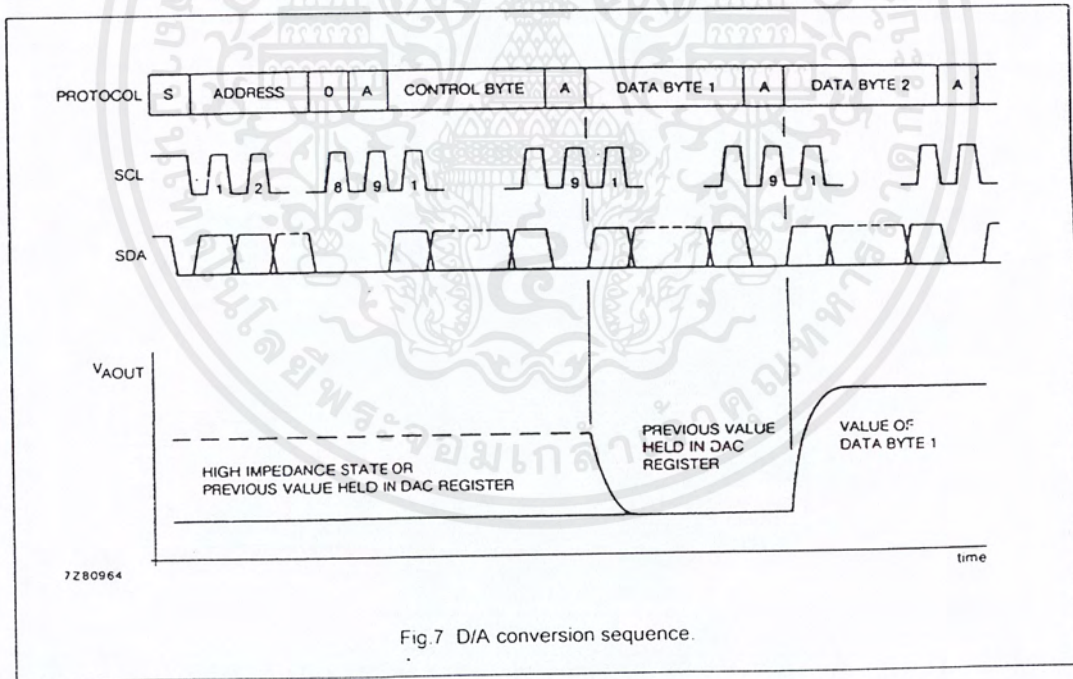 PROTOCOL S ADDRESS 0 A CONTROL BYTE A DATA BYTE 1 A DATA BYTE 2 A
SCL 1 2 8 9 1 9 1 9 1
SDA
VAOUT
HIGH IMPEDANCE STATE OR
PREVIOUS VALUE HELD IN DAC REGISTER
PREVIOUS VALUE
HELD IN DAC
REGISTER
VALUE OF
DATA BYTE 1
time
7Z80964
Fig.7 D/A conversion sequence.